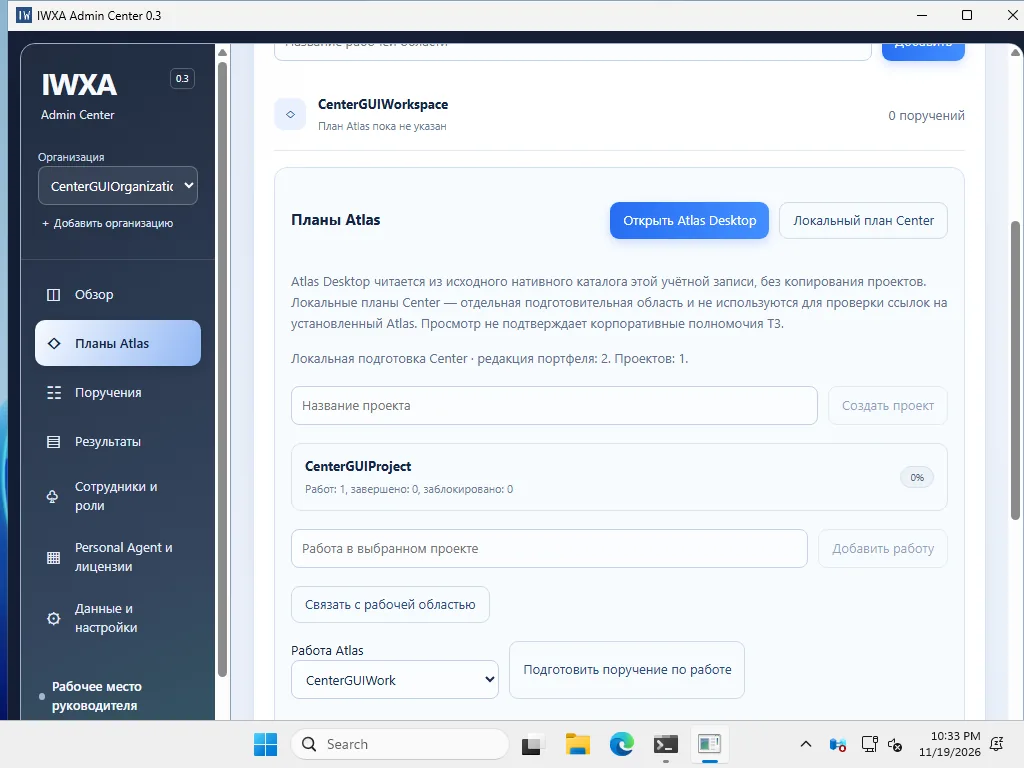 IWXA Admin Center 0.3
IWXA
0.3
Admin Center
Организация
CenterGUIOrganizatic
+ Добавить организацию
Обзор
Планы Atlas
Поручения
Результаты
Сотрудники и
роли
Personal Agent и
лицензии
Данные и
настройки
Рабочее место
руководителя
Название рабочей области
Добавить
CenterGUIWorkspace
План Atlas пока не указан
0 поручений
Планы Atlas
Открыть Atlas Desktop
Локальный план Center
Atlas Desktop читается из исходного нативного каталога этой учётной записи, без копирования проектов.
Локальные планы Center — отдельная подготовительная область и не используются для проверки ссылок на
установленный Atlas. Просмотр не подтверждает корпоративные полномочия T3.
Локальная подготовка Center · редакция портфеля: 2. Проектов: 1.
Название проекта
Создать проект
CenterGUIProject
Работ: 1, завершено: 0, заблокировано: 0
0%
Работа в выбранном проекте
Добавить работу
Связать с рабочей областью
Работа Atlas
CenterGUIWork
Подготовить поручение по работе
Search
10:33 PM
11/19/2026